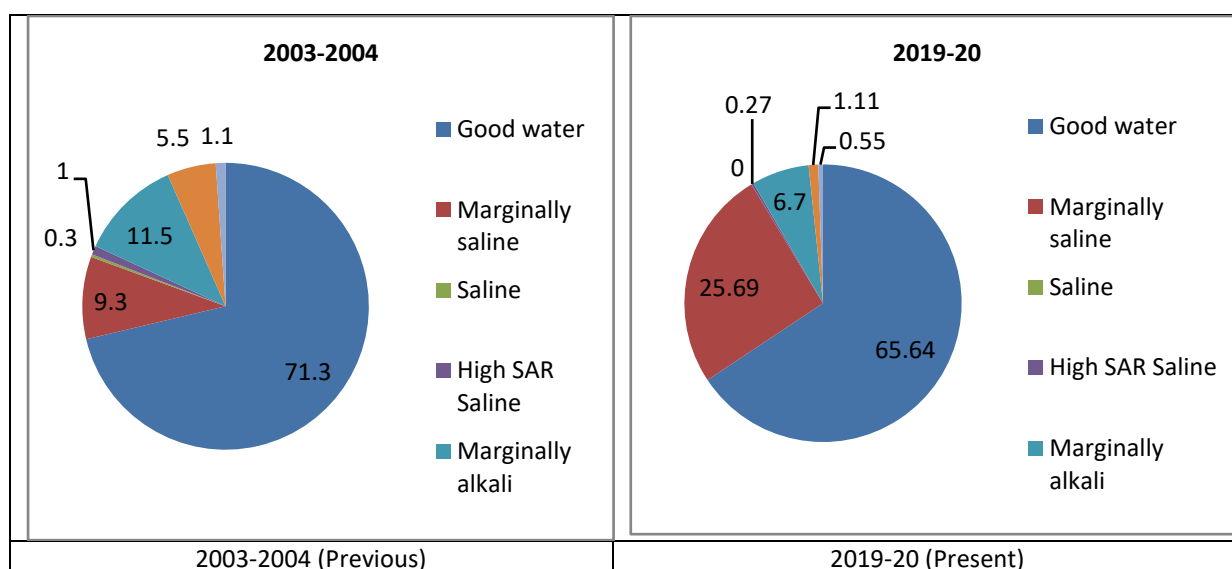 2003-2004
5.5
1.1
1
0.3
11.5
9.3
71.3
Good water
Marginally
saline
Saline
High SAR
Saline
Marginally
alkali
2019-20
0.27
1.11
0.55
0
6.7
25.69
65.64
Good water
Marginally
saline
Saline
High SAR Saline
Marginally
alkali
2003-2004 (Previous)
2019-20 (Present)